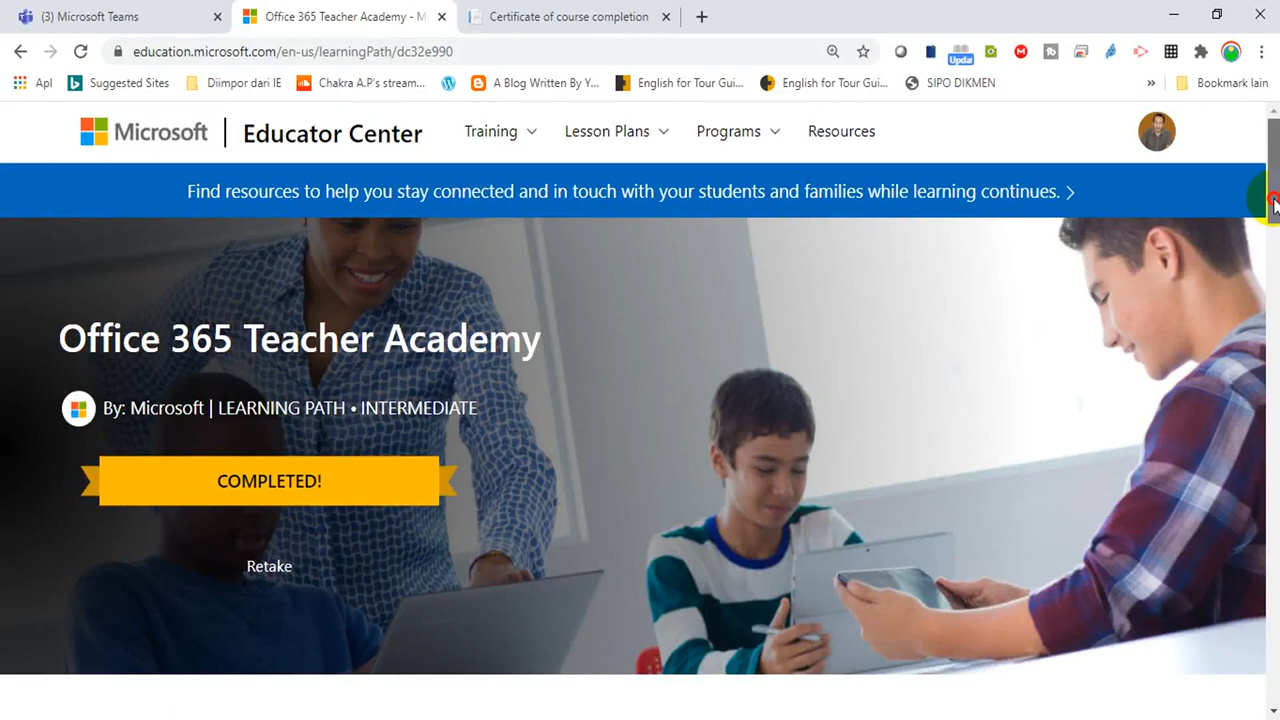 (3) Microsoft Teams
Office 365 Teacher Academy - Mi
Certificate of course completion
education.microsoft.com/en-us/learningPath/dc32e990
Updat
Apl
Suggested Sites
Diimpor dari IE
Chakra A.P's stream...
A Blog Written By Y...
English for Tour Gui...
English for Tour Gui...
SIPO DIKMEN
»
Bookmark lain
Microsoft
Educator Center
Training
Lesson Plans
Programs
Resources
Find resources to help you stay connected and in touch with your students and families while learning continues.
Office 365 Teacher Academy
By: Microsoft | LEARNING PATH • INTERMEDIATE
COMPLETED!
Retake